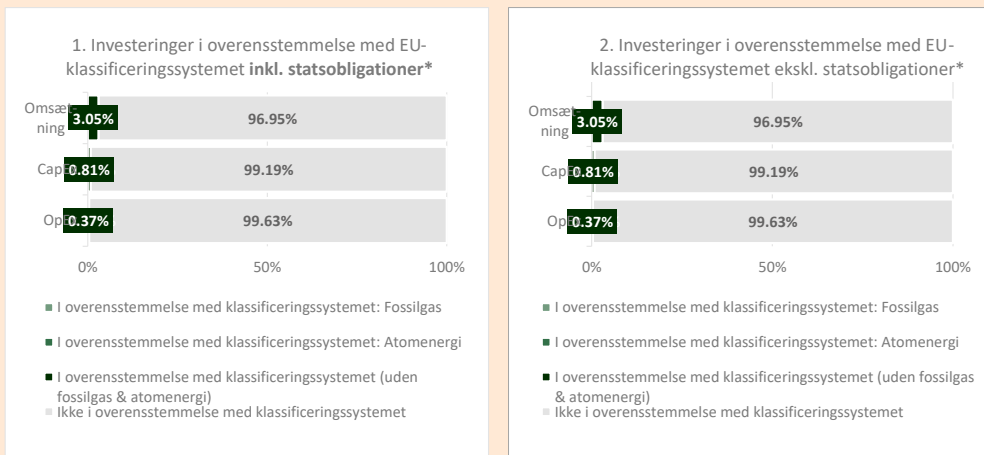 1. Investeringer i overensstemmelse med EU-
klassificeringssystemet inkl. statsobligationer*
Omsæt-
ning
3.05%
96.95%
CapEx
0.81%
99.19%
OpEx
0.37%
99.63%
0%
50%
100%
I overensstemmelse med klassificeringssystemet: Fossilgas
I overensstemmelse med klassificeringssystemet: Atomenergi
I overensstemmelse med klassificeringssystemet (uden
fossilgas & atomenergi)
Ikke i overensstemmelse med klassificeringssystemet
2. Investeringer i overensstemmelse med EU-
klassificeringssystemet ekskl. statsobligationer*
Omsæt-
ning
3.05%
96.95%
CapEx
0.81%
99.19%
OpEx
0.37%
99.63%
0%
50%
100%
I overensstemmelse med klassificeringssystemet: Fossilgas
I overensstemmelse med klassificeringssystemet: Atomenergi
I overensstemmelse med klassificeringssystemet (uden fossilgas
& atomenergi)
Ikke i overensstemmelse med klassificeringssystemet